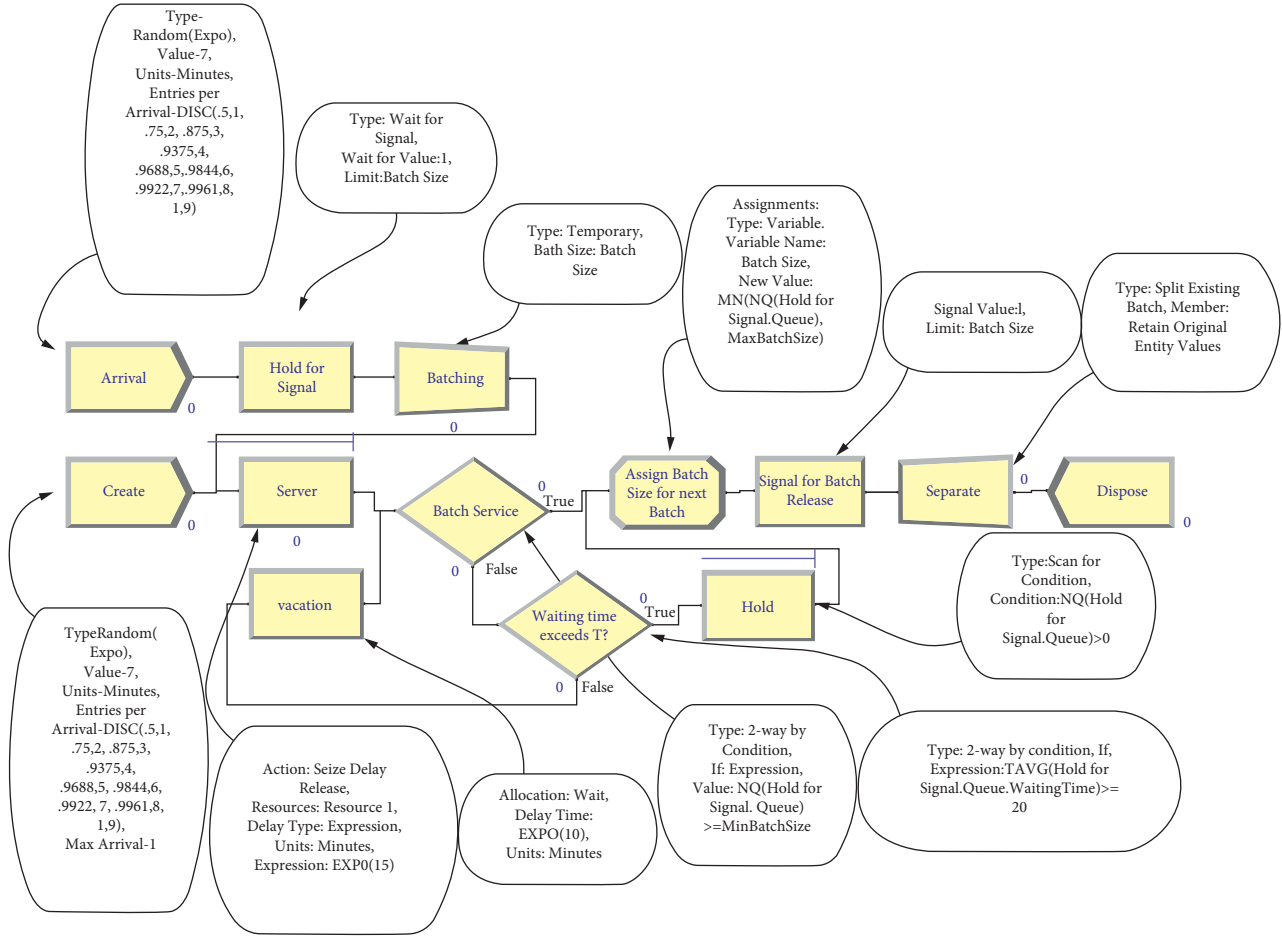 Type-
Random(Expo),
Value-7,
Units-Minutes,
Entries per
Arrival-DISC(.5,1,
.75,2, .875,3,
.9375,4,
.9688,5,.9844,6,
.9922,7,.9961,8,
1,9)
Type: Wait for
Signal,
Wait for Value:1,
Limit:Batch Size
Type: Temporary,
Bath Size: Batch
Size
Assignments:
Type: Variable.
Variable Name:
Batch Size,
New Value:
MN(NQ(Hold for
Signal.Queue),
MaxBatchSize)
Signal Value:l,
Limit: Batch Size
Type: Split Existing
Batch, Member:
Retain Original
Entity Values
Arrival
0
Hold for
Signal
Batching
0
Create
0
Server
0
Batch Service
0
True
0
False
Assign Batch
Size for next
Batch
Signal for Batch
Release
Separate
0
Dispose
0
vacation
Waiting time
exceeds T?
0
True
0
False
Hold
Type:Scan for
Condition,
Condition:NQ(Hold
for
Signal.Queue)>0
TypeRandom(
Expo),
Value-7,
Units-Minutes,
Entries per
Arrival-DISC(.5,1,
.75,2, .875,3,
.9375,4,
.9688,5, .9844,6,
.9922, 7, .9961,8,
1,9),
Max Arrival-1
Action: Seize Delay
Release,
Resources: Resource 1,
Delay Type: Expression,
Units: Minutes,
Expression: EXP0(15)
Allocation: Wait,
Delay Time:
EXPO(10),
Units: Minutes
Type: 2-way by
Condition,
If: Expression,
Value: NQ(Hold for
Signal. Queue)
>=MinBatchSize
Type: 2-way by condition, If,
Expression:TAVG(Hold for
Signal.Queue.WaitingTime)>=
20